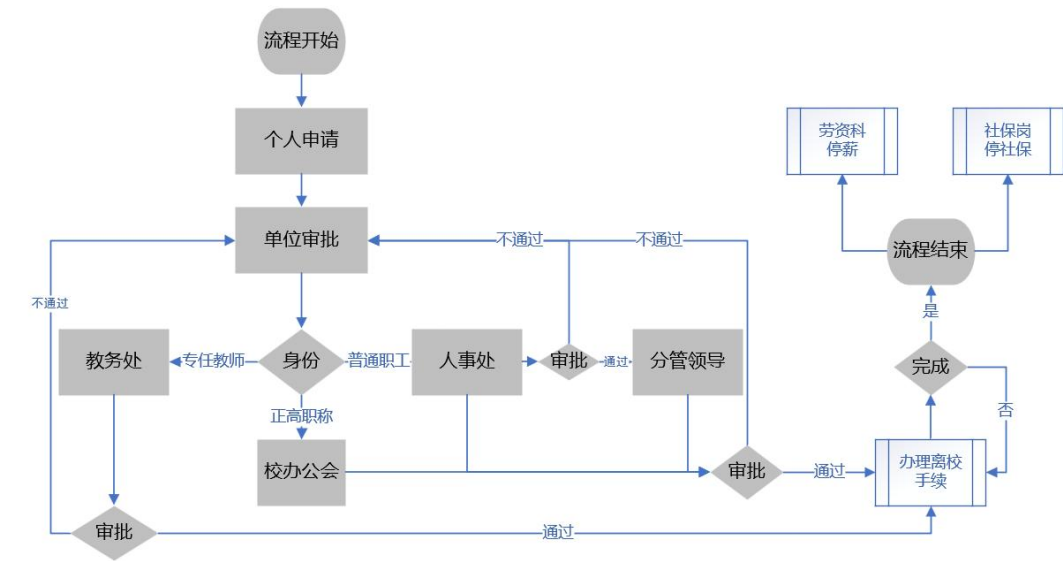 流程开始
个人申请
劳资科
停薪
社保岗
停社保
单位审批
不通过
不通过
流程结束
不通过
是
教务处
专任教师
身份
普通职工
人事处
审批
通过
分管领导
完成
正高职称
否
校办公会
审批
通过
办理离校
手续
审批
通过